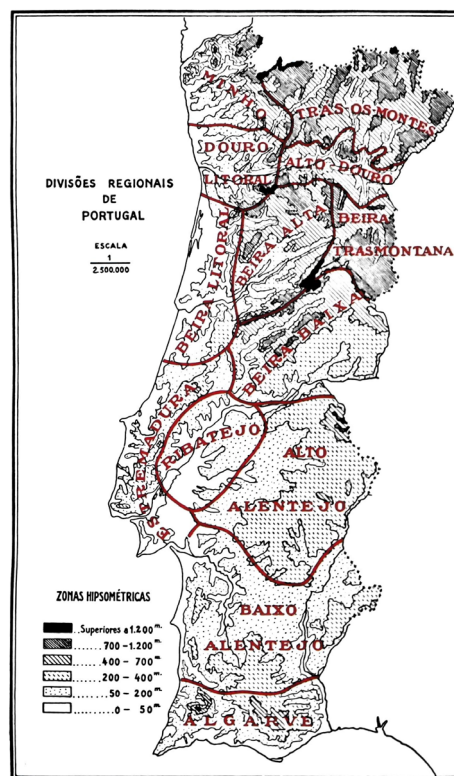 MINHO
TRAS OS-MONTES
DOURO
LITORAL
ALTO-DOURO
DIVISÕES REGIONAIS
DE
PORTUGAL
ESCALA
1
2.500.000
BEIRA LITORAL
BEIRA ALTA
BEIRA
TRASMONTANA
BEIRA BAIXA
ESTREMADURA
RIBATEJO
ALTO
ALENTEJO
BAIXO
ALENTEJO
ALGARVE
ZONAS HIPSOMÉTRICAS
Superiores a 1.200 m.
700-1.200 m.
400 - 700 m.
200 - 400 m.
50 - 200 m.
0 - 50 m.